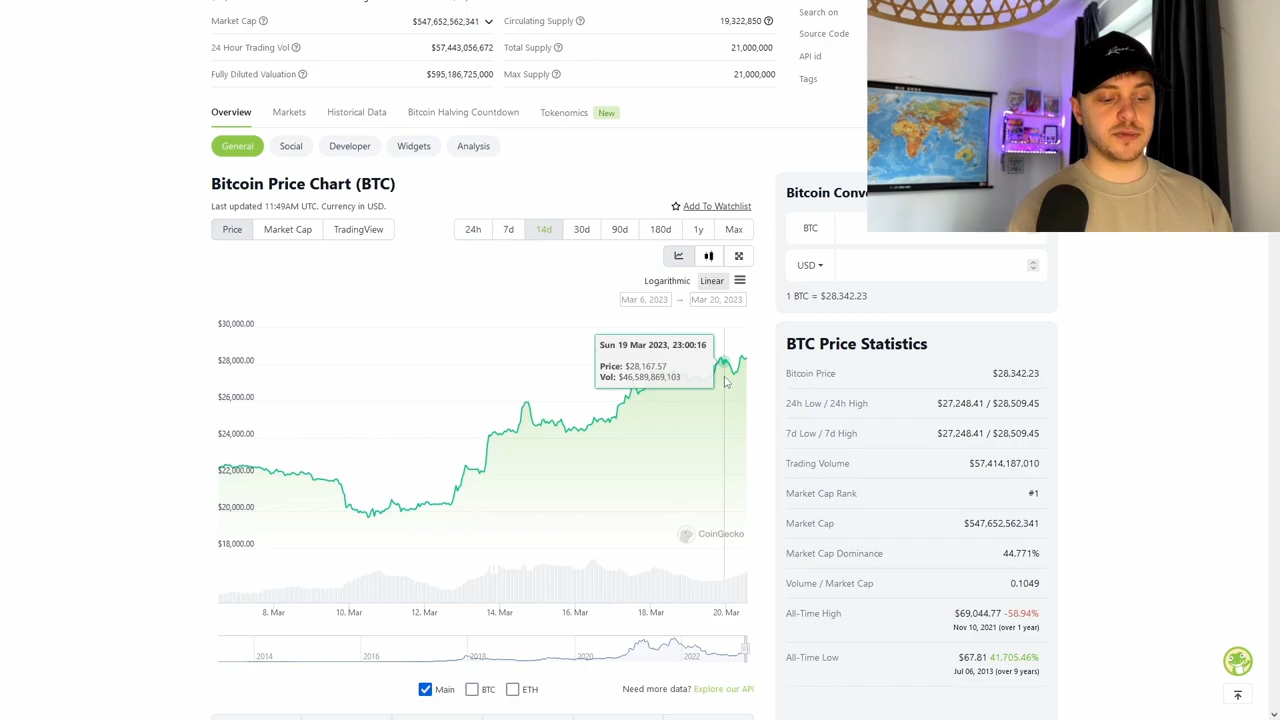 Market Cap $547,652,562,341 Circulating Supply 19,322,850
24 Hour Trading Vol $57,443,056,672 Total Supply 21,000,000
Fully Diluted Valuation $595,186,725,000 Max Supply 21,000,000
Search on
Source Code
API id
Tags
Overview Markets Historical Data Bitcoin Halving Countdown Tokenomics New
General Social Developer Widgets Analysis
Bitcoin Price Chart (BTC)
Last updated 11:49AM UTC. Currency in USD.
Add To Watchlist
Price Market Cap TradingView 24h 7d 14d 30d 90d 180d 1y Max
Logarithmic Linear
Mar 6, 2023 → Mar 20, 2023
$30,000.00
$28,000.00
$26,000.00
$24,000.00
$22,000.00
$20,000.00
$18,000.00
Sun 19 Mar 2023, 23:00:16
Price: $28,167.57
Vol: $46,589,869,103
CoinGecko
8. Mar 10. Mar 12. Mar 14. Mar 16. Mar 18. Mar 20. Mar
2014 2016 2018 2020 2022
Main BTC ETH
Need more data? Explore our API
Bitcoin Conv
BTC
USD
1 BTC = $28,342.23
BTC Price Statistics
Bitcoin Price $28,342.23
24h Low / 24h High $27,248.41 / $28,509.45
7d Low / 7d High $27,248.41 / $28,509.45
Trading Volume $57,414,187,010
Market Cap Rank #1
Market Cap $547,652,562,341
Market Cap Dominance 44.771%
Volume / Market Cap 0.1049
All-Time High $69,044.77 -58.94%
Nov 10, 2021 (over 1 year)
All-Time Low $67.81 41,705.46%
Jul 06, 2013 (over 9 years)